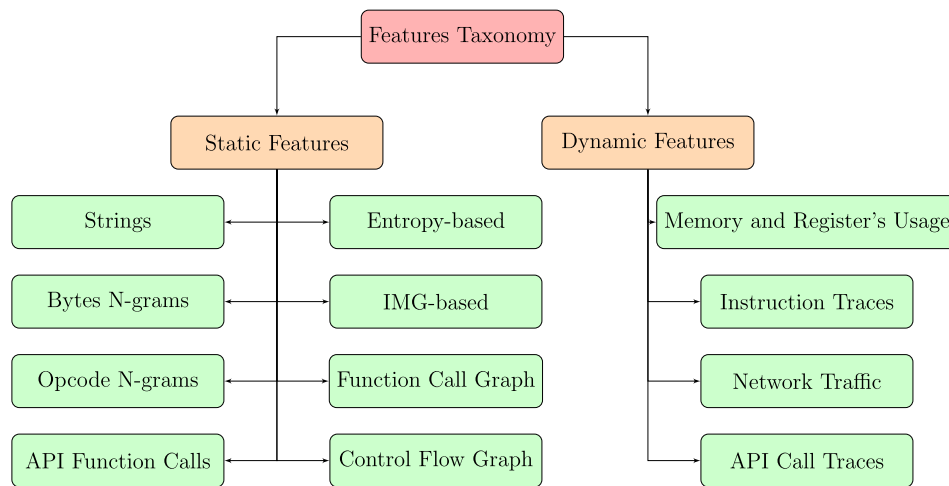 Features Taxonomy
Static Features
Dynamic Features
Strings
Entropy-based
Memory and Register's Usage
Bytes N-grams
IMG-based
Instruction Traces
Opcode N-grams
Function Call Graph
Network Traffic
API Function Calls
Control Flow Graph
API Call Traces